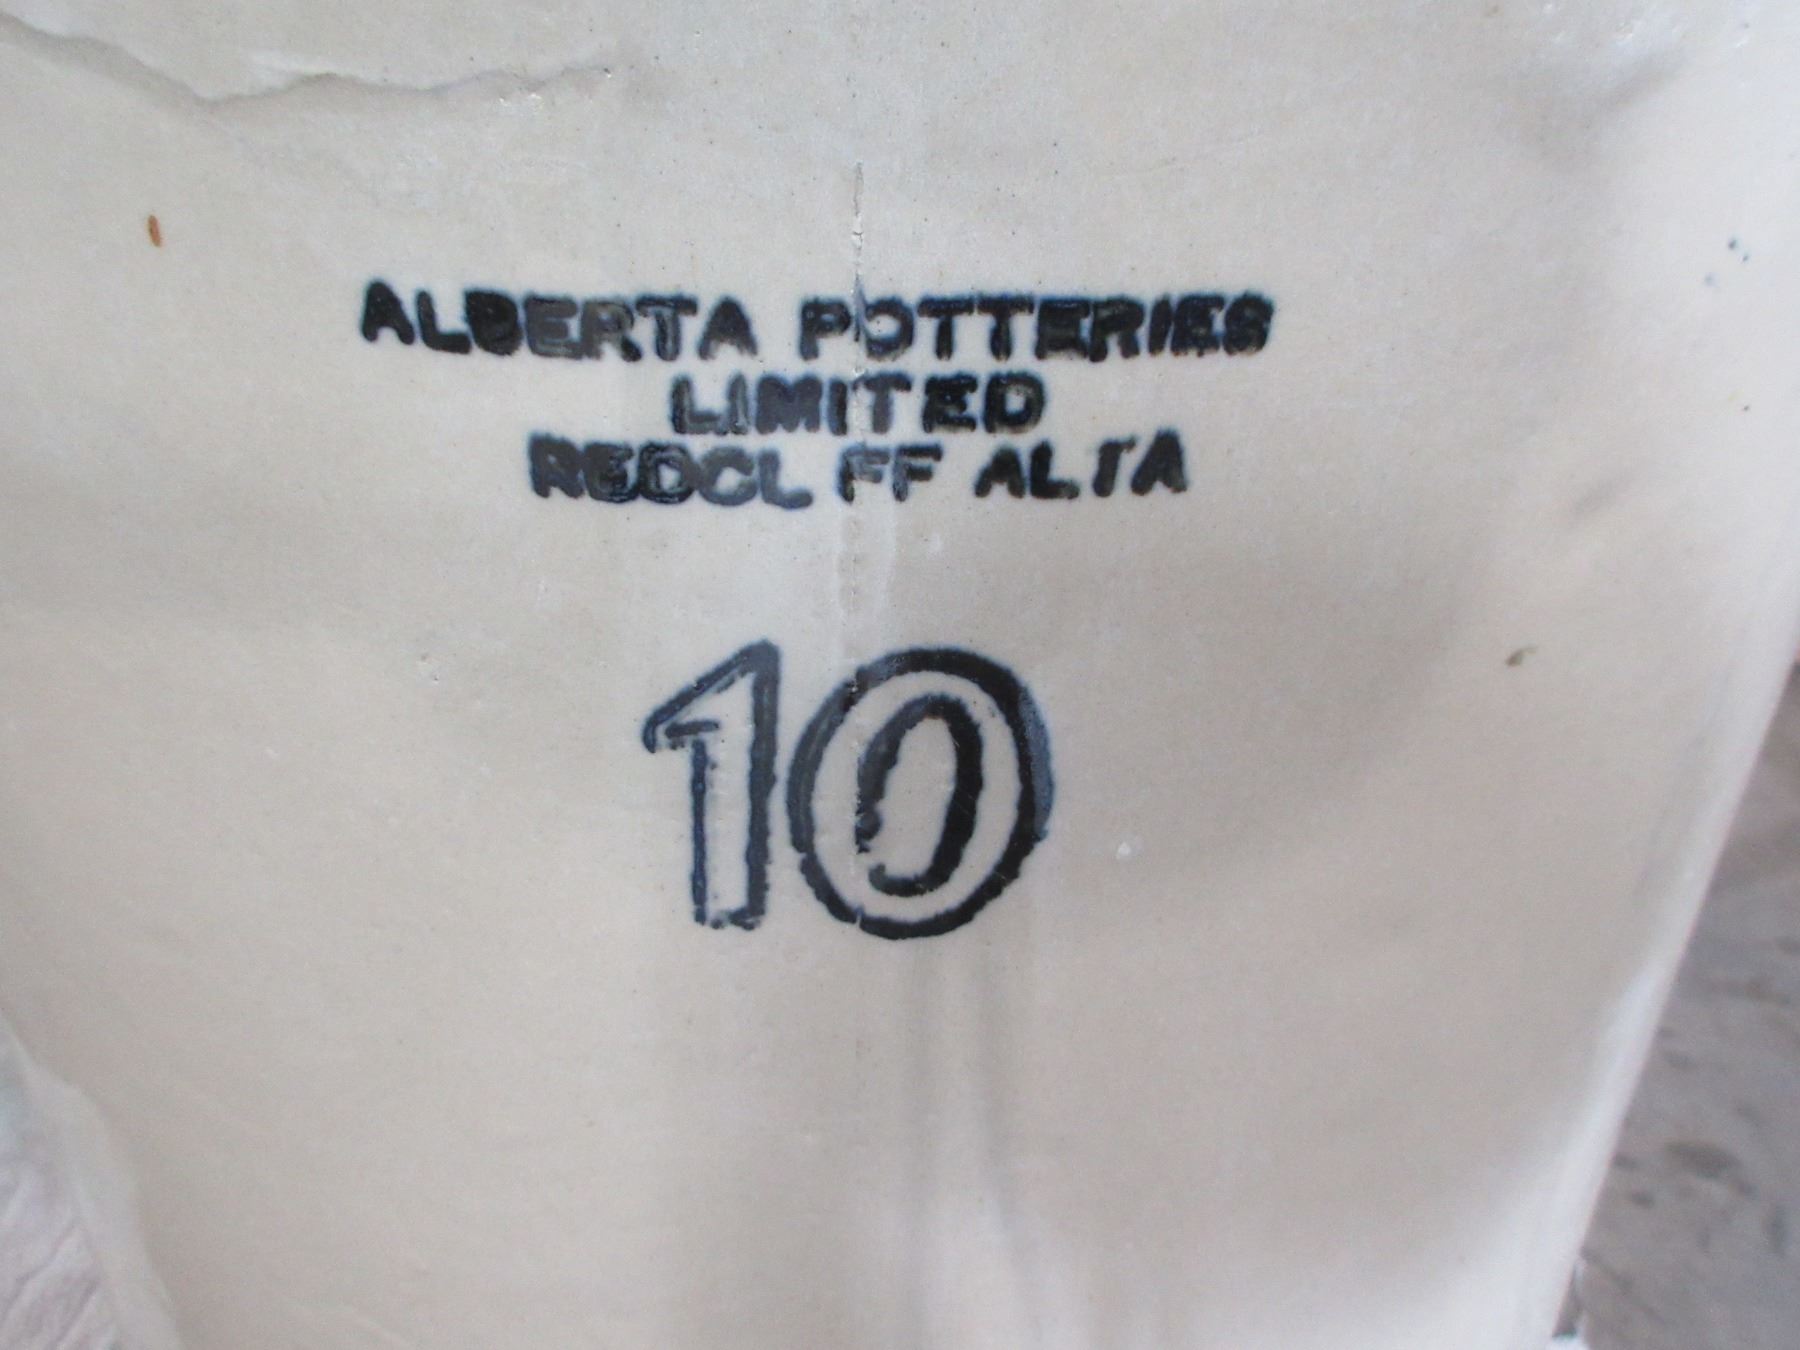 ALBERTA POTTERIES
LIMITED
REDCL FF ALTA
10